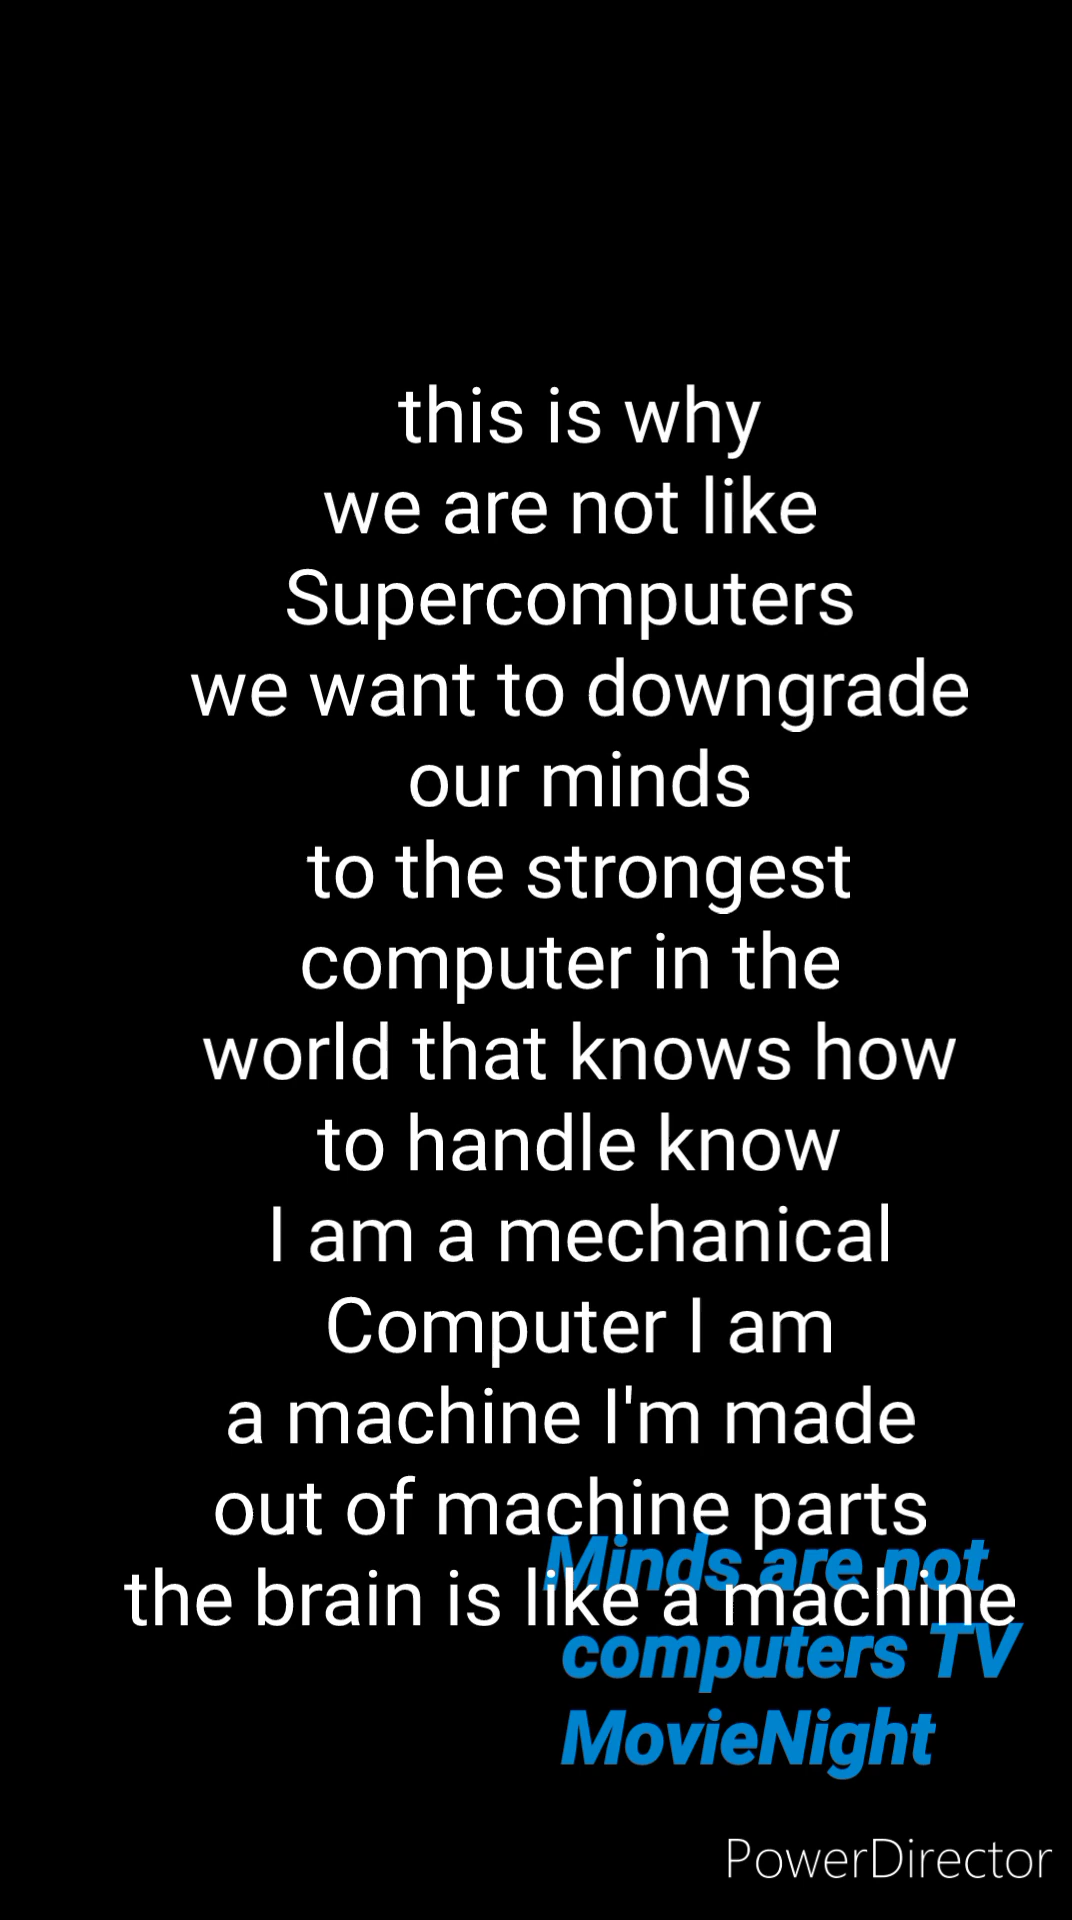 this is why
we are not like
Supercomputers
we want to downgrade
our minds
to the strongest
computer in the
world that knows how
to handle know
I am a mechanical
Computer I am
a machine I'm made
out of machine parts
the brain is like a machine
Minds are not
computers TV
MovieNight
PowerDirector